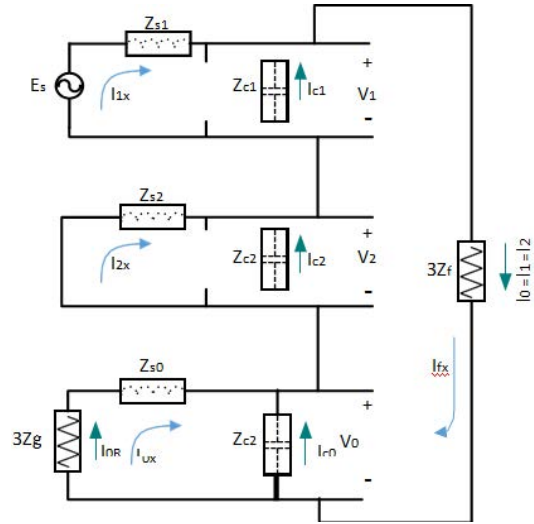 Zs1
Es
I1x
Zc1
Ic1
+
V1
-
Zs2
I2x
Zc2
Ic2
+
V2
-
3Zf
I0 = I1 = I2
Zs0
Ifx
3Zg
I0R
I0x
Zc2
Ic0
+
V0
-